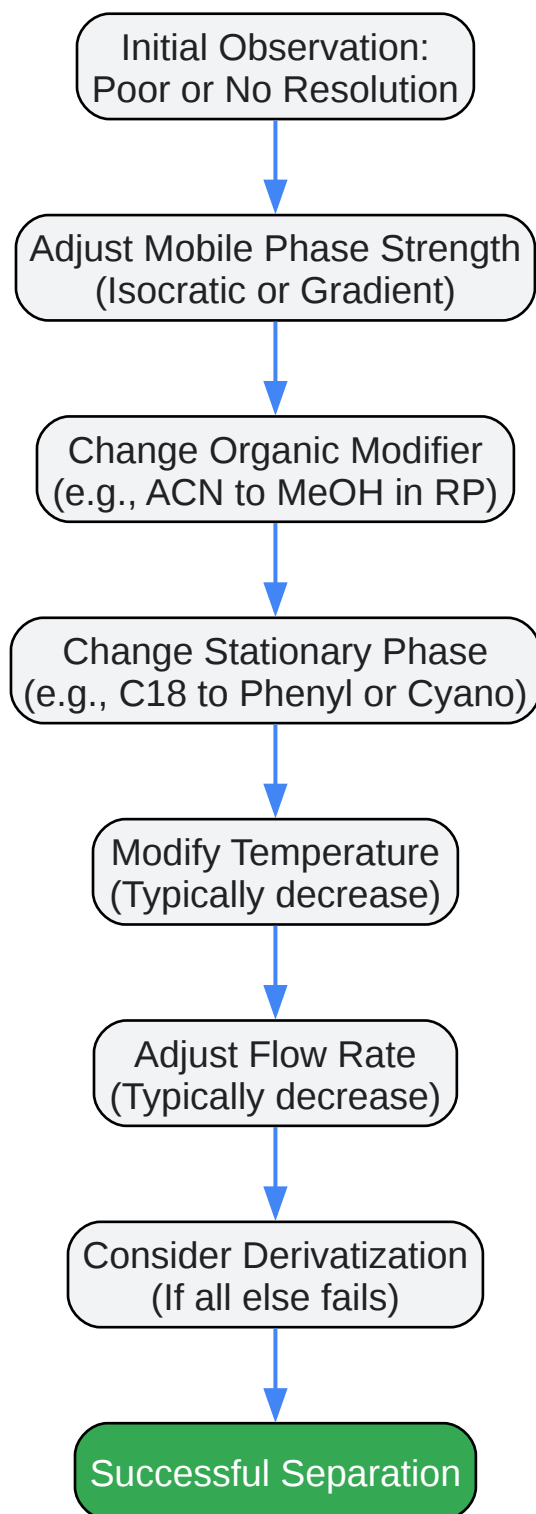 Initial Observation:
Poor or No Resolution
Adjust Mobile Phase Strength
(Isocratic or Gradient)
Change Organic Modifier
(e.g., ACN to MeOH in RP)
Change Stationary Phase
(e.g., C18 to Phenyl or Cyano)
Modify Temperature
(Typically decrease)
Adjust Flow Rate
(Typically decrease)
Consider Derivatization
(If all else fails)
Successful Separation